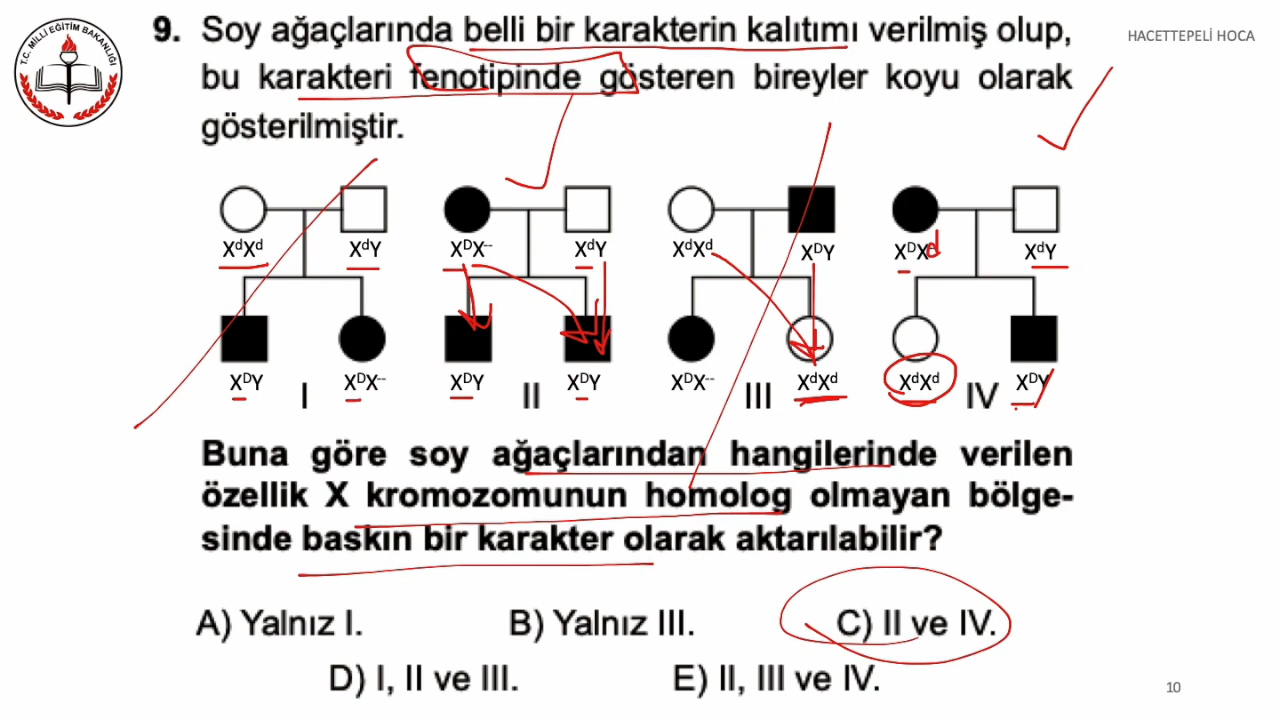 T.C. MİLLÎ EĞİTİM BAKANLIĞI
HACETTEPELİ HOCA
9. Soy ağaçlarında belli bir karakterin kalıtımı verilmiş olup,
bu karakteri fenotipinde gösteren bireyler koyu olarak
gösterilmiştir.
XᵈXᵈ XᵈY XᴰX-- XᵈY XᵈXᵈ XᴰY XᴰX d XᵈY
XᴰY XᴰX-- XᴰY XᴰY XᴰX-- XᵈXᵈ XᵈXᵈ XᴰY
I II III IV
Buna göre soy ağaçlarından hangilerinde verilen
özellik X kromozomunun homolog olmayan bölge-
sinde baskın bir karakter olarak aktarılabilir?
A) Yalnız I. B) Yalnız III. C) II ve IV.
D) I, II ve III. E) II, III ve IV.
10